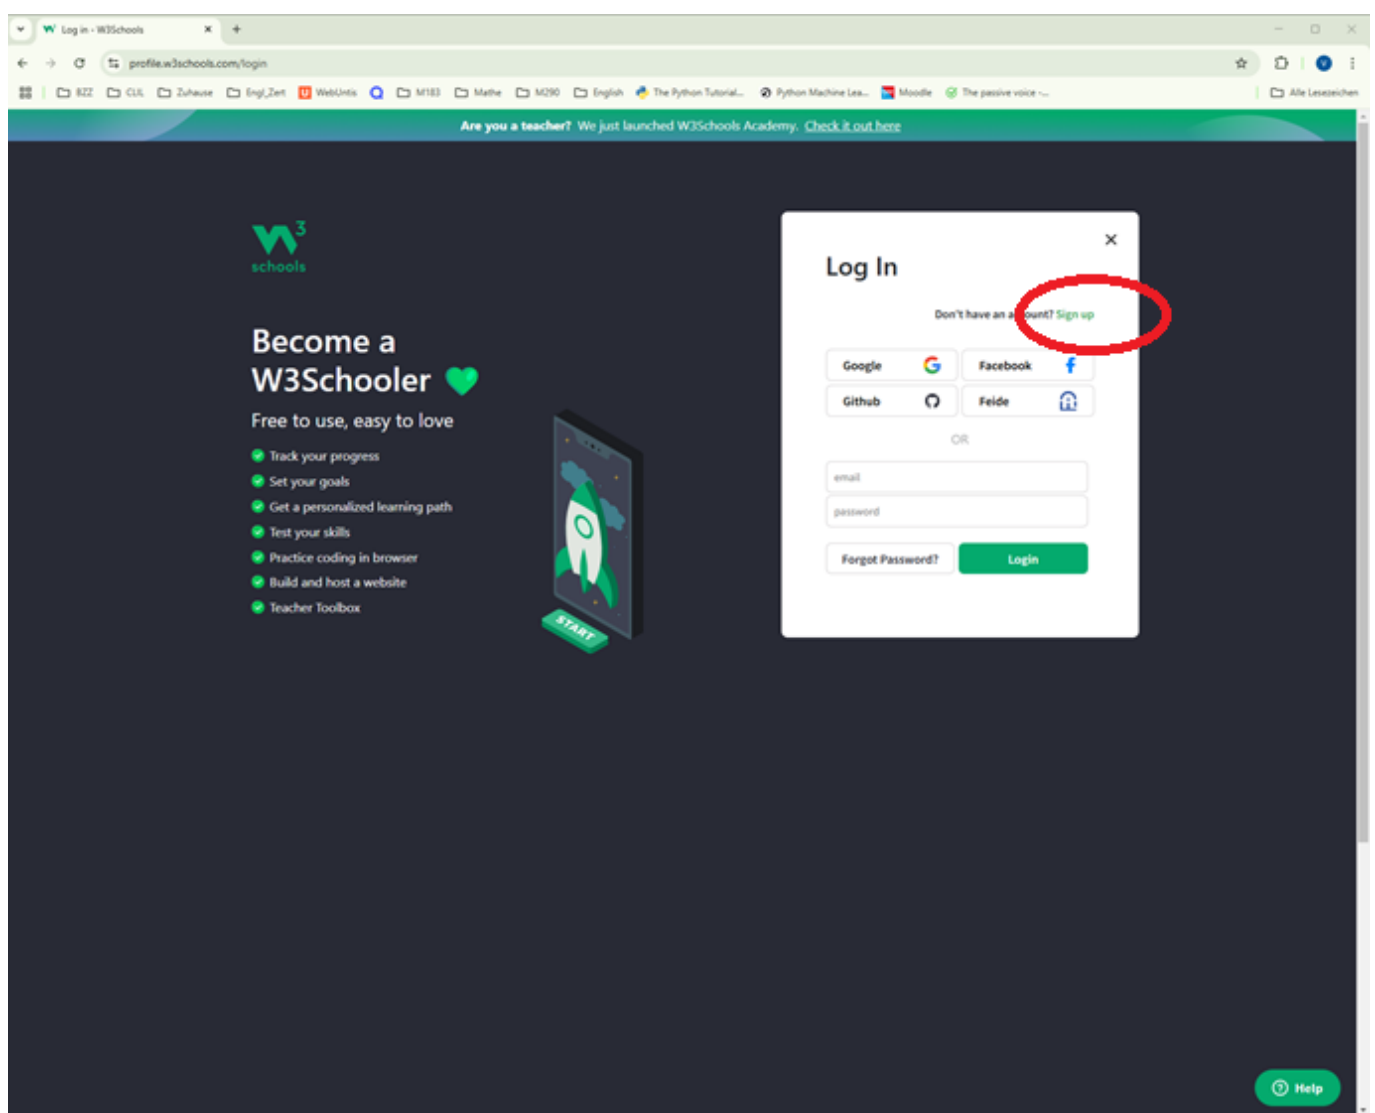 Log in - W3Schools
profile.w3schools.com/login
BZZ CLIL Zuhause Engl_Zert WebUntis M183 Mathe M290 English The Python Tutorial... Python Machine Lea... Moodle The passive voice -... Alle Lesezeichen
Are you a teacher? We just launched W3Schools Academy. Check it out here
3
schools
Become a
W3Schooler
Free to use, easy to love
Track your progress
Set your goals
Get a personalized learning path
Test your skills
Practice coding in browser
Build and host a website
Teacher Toolbox
START
Log In
Don't have an account? Sign up
Google Facebook
Github Feide
OR
email
password
Forgot Password? Login
Help